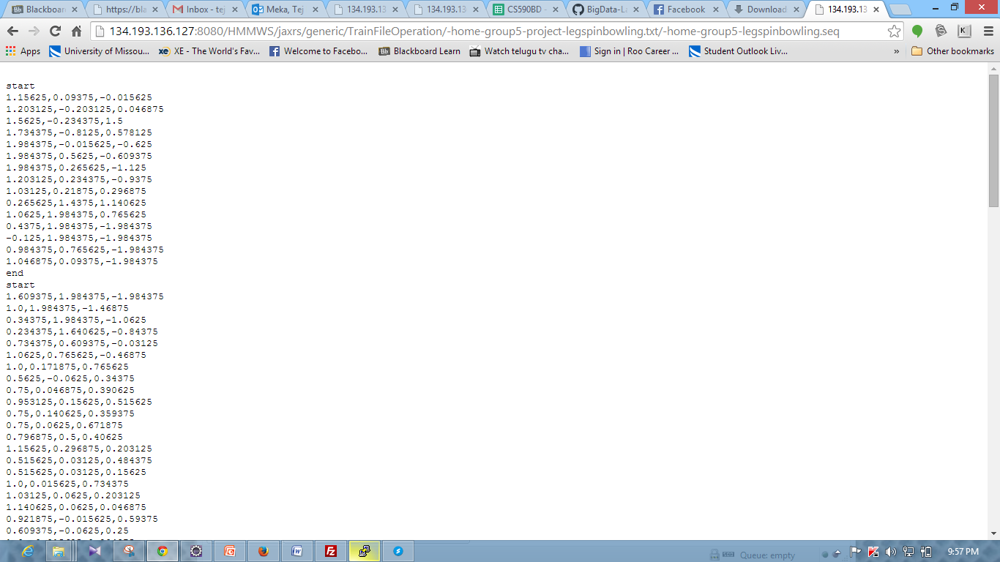 Blackboard
https://bla
Inbox - tej
Meka, Tej
134.193.13
134.193.13
CS590BD -
BigData-La
Facebook
Download
134.193.13
134.193.136.127:8080/HMMWS/jaxrs/generic/TrainFileOperation/-home-group5-project-legspinbowling.txt/-home-group5-legspinbowling.seq
Apps
University of Missou...
XE - The World's Fav...
Welcome to Facebo...
Blackboard Learn
Watch telugu tv cha...
Sign in | Roo Career ...
Student Outlook Liv...
»
Other bookmarks
start
1.15625,0.09375,-0.015625
1.203125,-0.203125,0.046875
1.5625,-0.234375,1.5
1.734375,-0.8125,0.578125
1.984375,-0.015625,-0.625
1.984375,0.5625,-0.609375
1.984375,0.265625,-1.125
1.203125,0.234375,-0.9375
1.03125,0.21875,0.296875
0.265625,1.4375,1.140625
1.0625,1.984375,0.765625
0.4375,1.984375,-1.984375
-0.125,1.984375,-1.984375
0.984375,0.765625,-1.984375
1.046875,0.09375,-1.984375
end
start
1.609375,1.984375,-1.984375
1.0,1.984375,-1.46875
0.34375,1.984375,-1.0625
0.234375,1.640625,-0.84375
0.734375,0.609375,-0.03125
1.0625,0.765625,-0.46875
1.0,0.171875,0.765625
0.5625,-0.0625,0.34375
0.75,0.046875,0.390625
0.953125,0.15625,0.515625
0.75,0.140625,0.359375
0.75,0.0625,0.671875
0.796875,0.5,0.40625
1.15625,0.296875,0.203125
0.515625,0.03125,0.484375
0.515625,0.03125,0.15625
1.0,0.015625,0.734375
1.03125,0.0625,0.203125
1.140625,0.0625,0.046875
0.921875,-0.015625,0.59375
0.609375,-0.0625,0.25
Queue: empty
9:57 PM